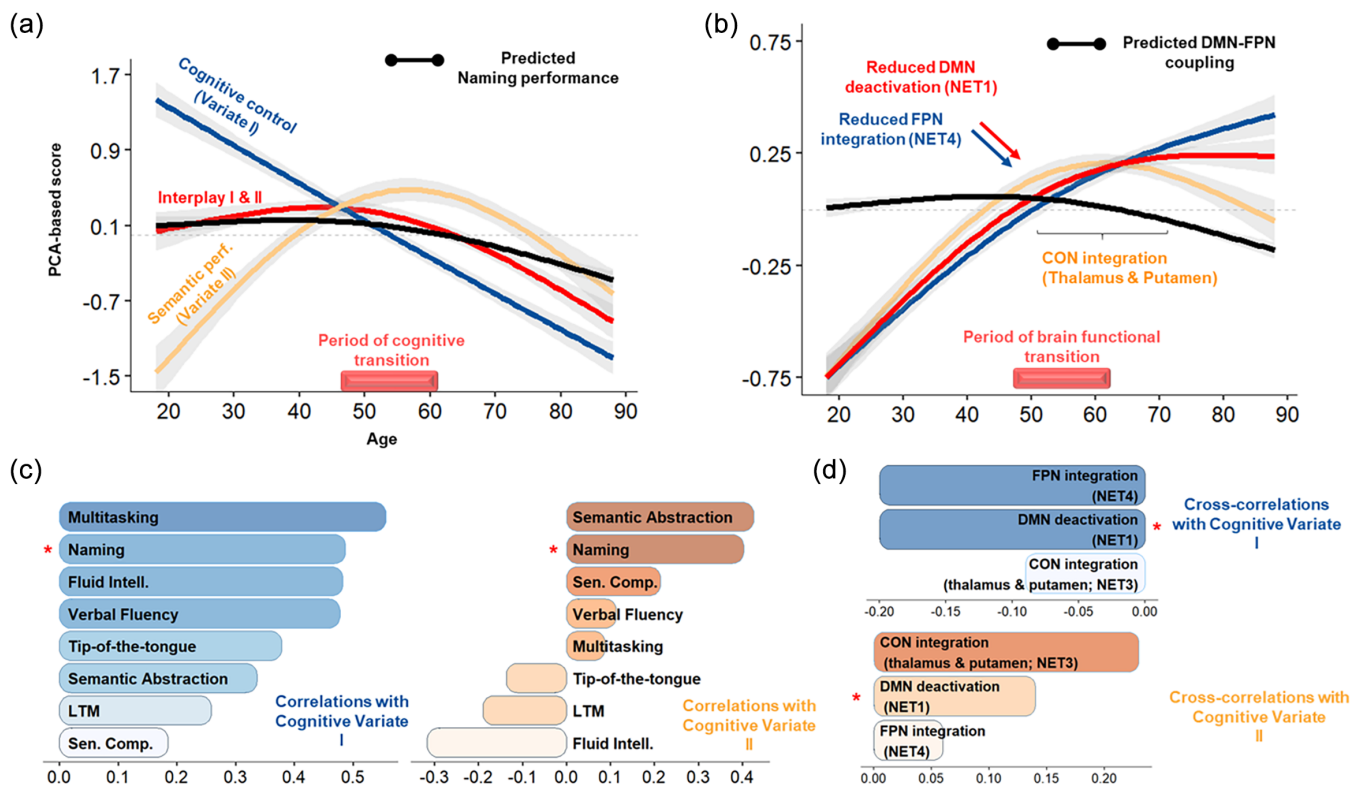 (a)
Predicted
Naming performance
Cognitive control
(Variate I)
Interplay I & II
Semantic perf.
(Variate II)
Period of cognitive
transition
PCA-based score
1.7
0.9
0.1
-0.7
-1.5
20 30 40 50 60 70 80 90
Age
(b)
Predicted DMN-FPN
coupling
Reduced DMN
deactivation (NET1)
Reduced FPN
integration (NET4)
CON integration
(Thalamus & Putamen)
Period of brain functional
transition
0.75
0.25
-0.25
-0.75
20 30 40 50 60 70 80 90
(c)
Multitasking
* Naming
Fluid Intell.
Verbal Fluency
Tip-of-the-tongue
Semantic Abstraction
LTM
Sen. Comp.
Correlations with
Cognitive Variate
I
0.0 0.1 0.2 0.3 0.4 0.5
Semantic Abstraction
* Naming
Sen. Comp.
Verbal Fluency
Multitasking
Tip-of-the-tongue
LTM
Fluid Intell.
Correlations with
Cognitive Variate
II
-0.3 -0.2 -0.1 0.0 0.1 0.2 0.3 0.4
(d)
FPN integration
(NET4)
DMN deactivation
(NET1)
*
CON integration
(thalamus & putamen; NET3)
Cross-correlations
with Cognitive Variate
I
-0.20 -0.15 -0.10 -0.05 0.00
CON integration
(thalamus & putamen; NET3)
DMN deactivation
(NET1)
*
FPN integration
(NET4)
Cross-correlations with
Cognitive Variate
II
0.00 0.05 0.10 0.15 0.20